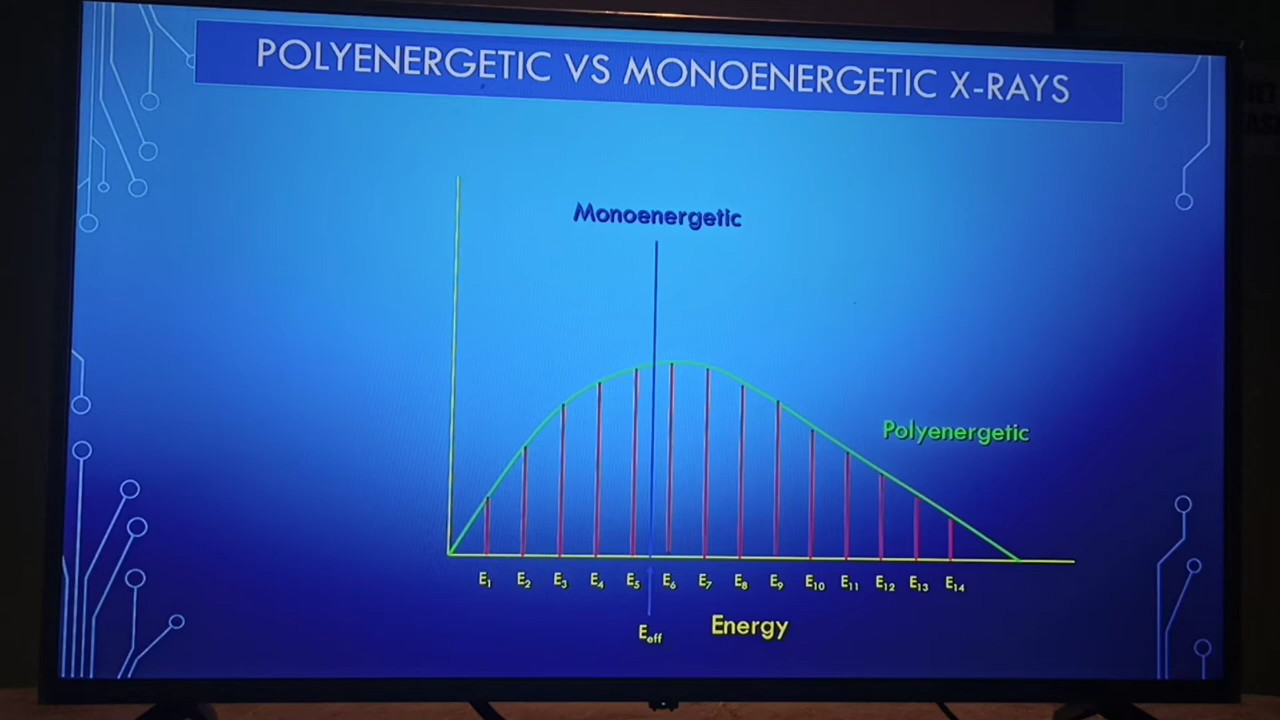 POLYENERGETIC VS MONOENERGETIC X-RAYS
Monoenergetic
Polyenergetic
E₁ E₂ E₃ E₄ E₅ E₆ E₇ E₈ E₉ E₁₀ E₁₁ E₁₂ E₁₃ E₁₄
Eeff
Energy